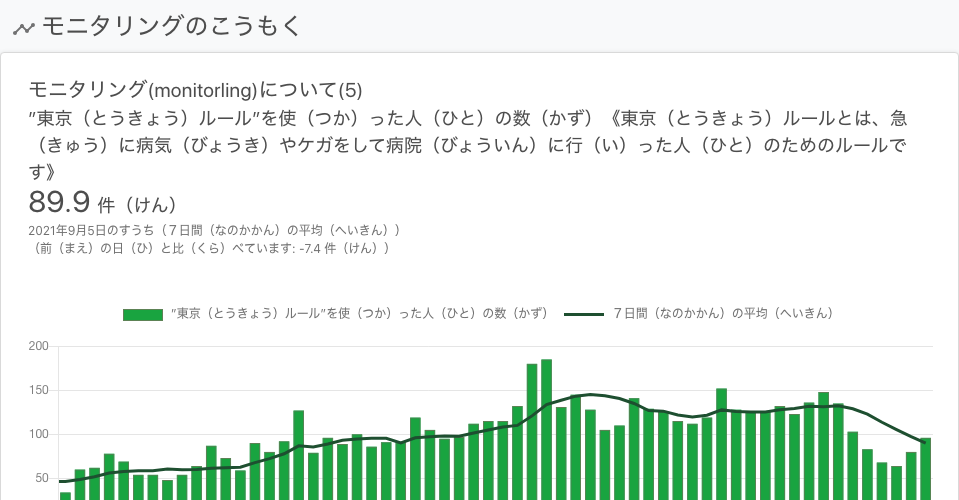 モニタリングのこうもく
モニタリング(monitorling)について(5)
”東京（とうきょう）ルール”を使（つか）った人（ひと）の数（かず）《東京（とうきょう）ルールとは、急
（きゅう）に病気（びょうき）やケガをして病院（びょういん）に行（い）った人（ひと）のためのルールで
す》
89.9 件（けん）
2021年9月5日のすうち（７日間（なのかかん）の平均（へいきん））
（前（まえ）の日（ひ）と比（くら）べています: -7.4 件（けん））
”東京（とうきょう）ルール”を使（つか）った人（ひと）の数（かず） ７日間（なのかかん）の平均（へいきん）
200
150
100
50